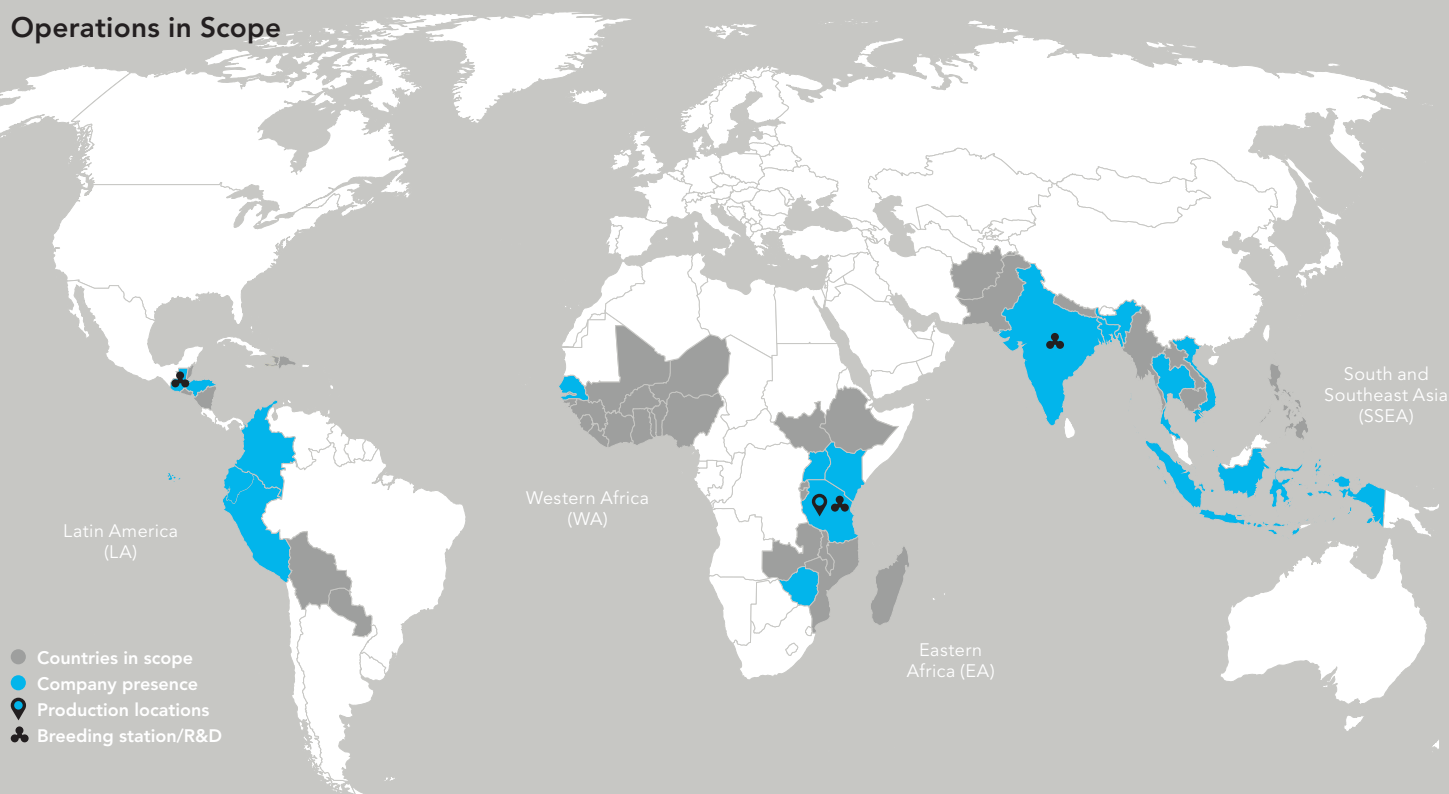 Operations in Scope
South and
Southeast Asia
(SSEA)
Western Africa
(WA)
Latin America
(LA)
Eastern
Africa (EA)
Countries in scope
Company presence
Production locations
Breeding station/R&D